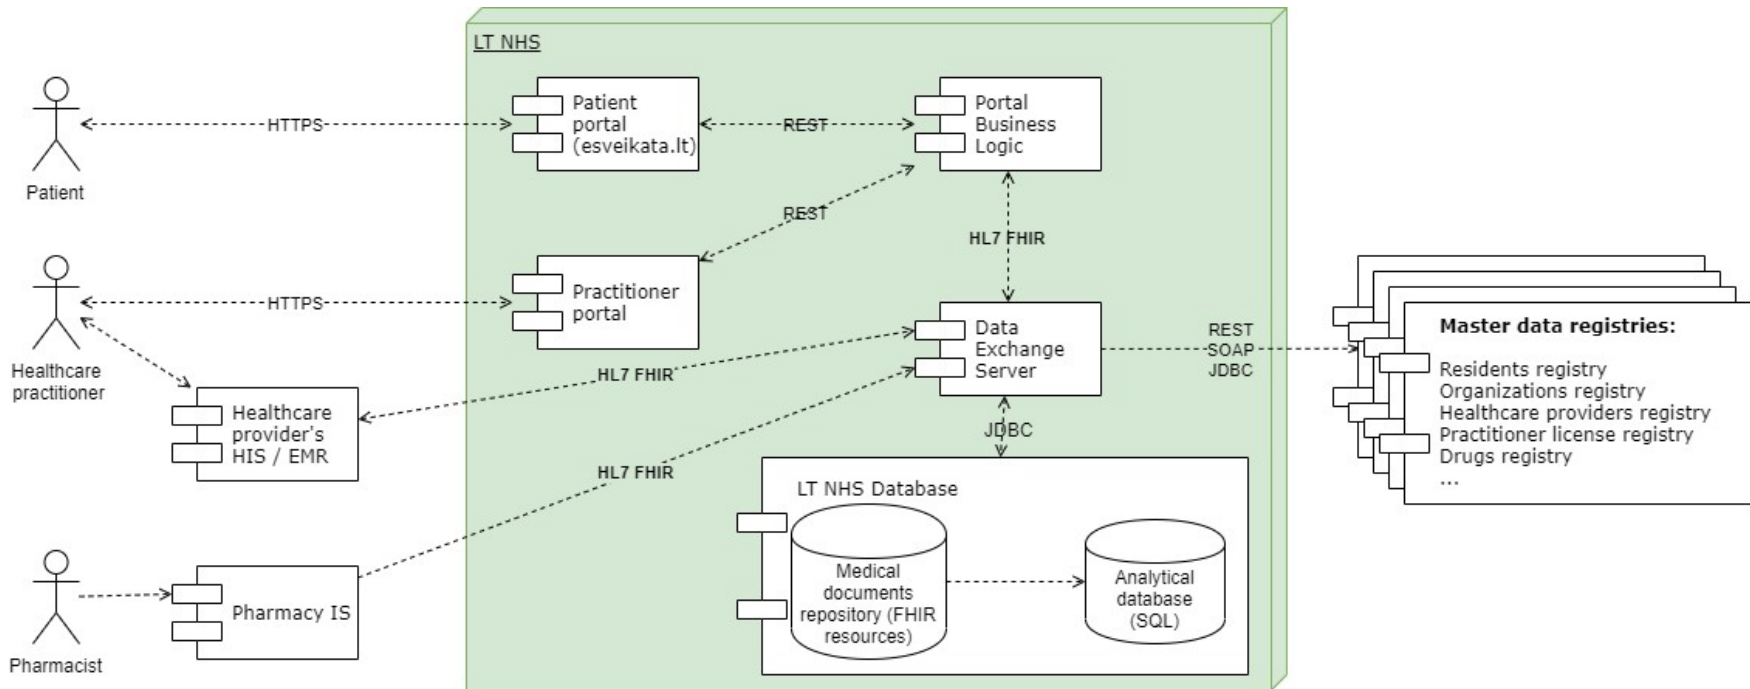 LT NHS
Patient
portal
(esveikata.lt)
Portal
Business
Logic
HTTPS
REST
Patient
REST
HL7 FHIR
Practitioner
portal
HTTPS
Healthcare
practitioner
Data
Exchange
Server
REST
SOAP
JDBC
Master data registries:
Residents registry
Organizations registry
Healthcare providers registry
Practitioner license registry
Drugs registry
...
HL7 FHIR
Healthcare
provider's
HIS / EMR
JDBC
HL7 FHIR
LT NHS Database
Medical
documents
repository (FHIR
resources)
Analytical
database
(SQL)
Pharmacy IS
Pharmacist